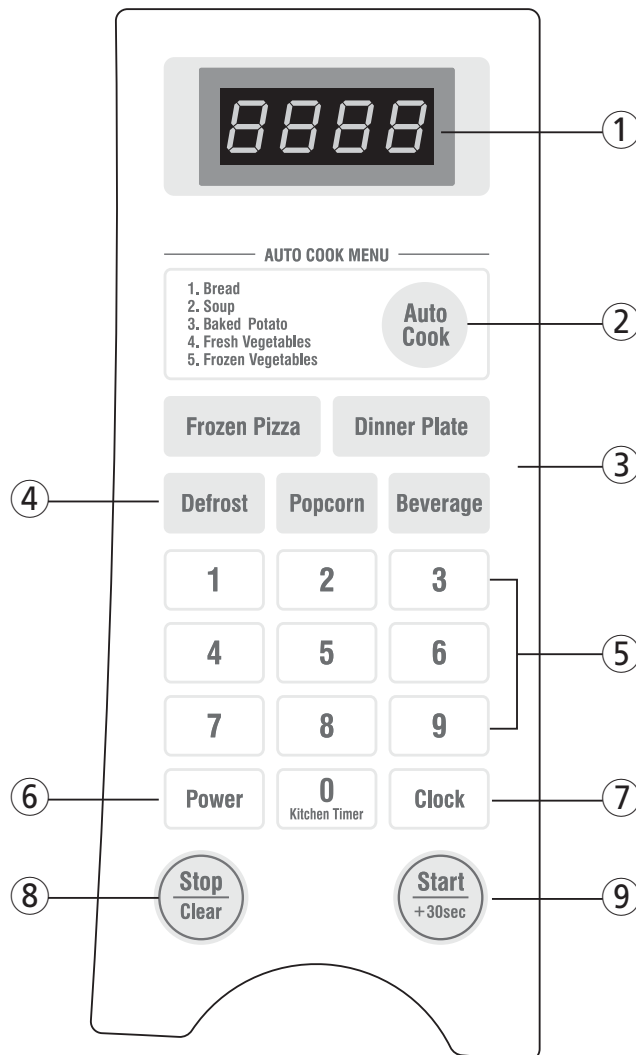 8888
①
AUTO COOK MENU
1. Bread
2. Soup
3. Baked Potato
4. Fresh Vegetables
5. Frozen Vegetables
Auto
Cook
②
Frozen Pizza
Dinner Plate
③
④
Defrost
Popcorn
Beverage
1
2
3
4
5
6
⑤
7
8
9
⑥
Power
0
Kitchen Timer
Clock
⑦
⑧
Stop
Clear
Start
+30sec
⑨